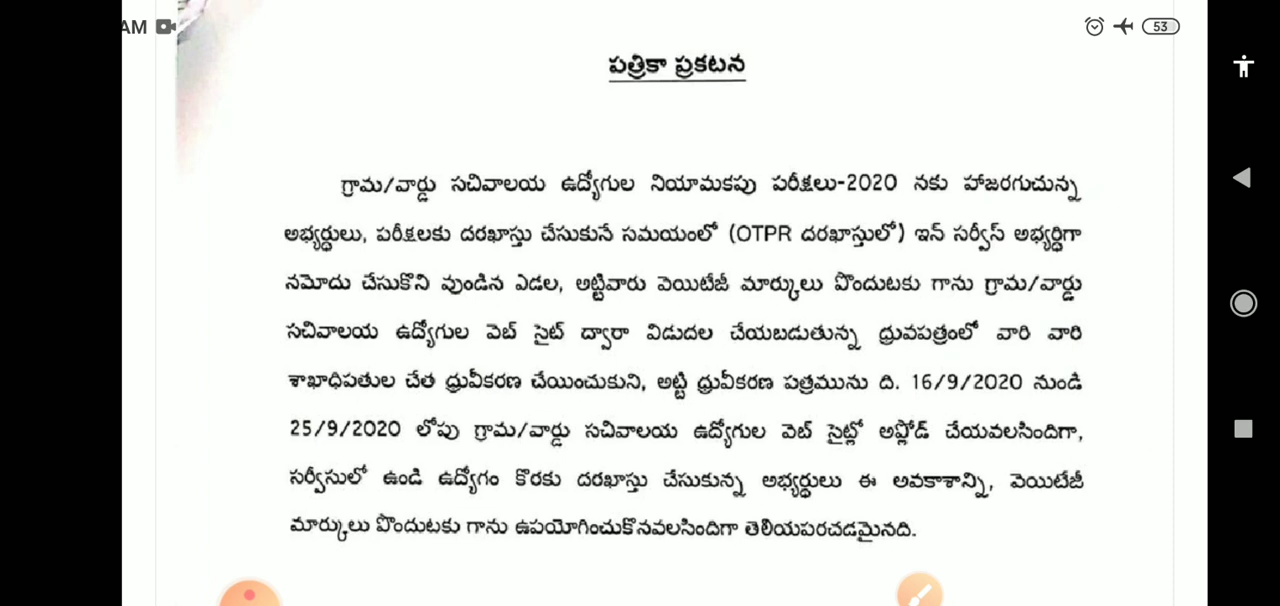 AM
53
పత్రికా ప్రకటన
గ్రామ/వార్డు సచివాలయ ఉద్యోగుల నియామకపు పరీక్షలు-2020 నకు హాజరగుచున్న
అభ్యర్థులు, పరీక్షలకు దరఖాస్తు చేసుకునే సమయంలో (OTPR దరఖాస్తులో) ఇన్ సర్వీస్ అభ్యర్థిగా
నమోదు చేసుకొని వుండిన ఎడల, అట్టివారు వెయిటేజీ మార్కులు పొందుటకు గాను గ్రామ/వార్డు
సచివాలయ ఉద్యోగుల వెబ్ సైట్ ద్వారా విడుదల చేయబడుతున్న ధ్రువపత్రంలో వారి వారి
శాఖాధిపతుల చేత ధ్రువీకరణ చేయించుకుని, అట్టి ధ్రువీకరణ పత్రమును ది. 16/9/2020 నుండి
25/9/2020 లోపు గ్రామ/వార్డు సచివాలయ ఉద్యోగుల వెబ్ సైట్లో అప్లోడ్ చేయవలసిందిగా,
సర్వీసులో ఉండి ఉద్యోగం కొరకు దరఖాస్తు చేసుకున్న అభ్యర్థులు ఈ అవకాశాన్ని, వెయిటేజీ
మార్కులు పొందుటకు గాను ఉపయోగించుకొనవలసిందిగా తెలియపరచడమైనది.